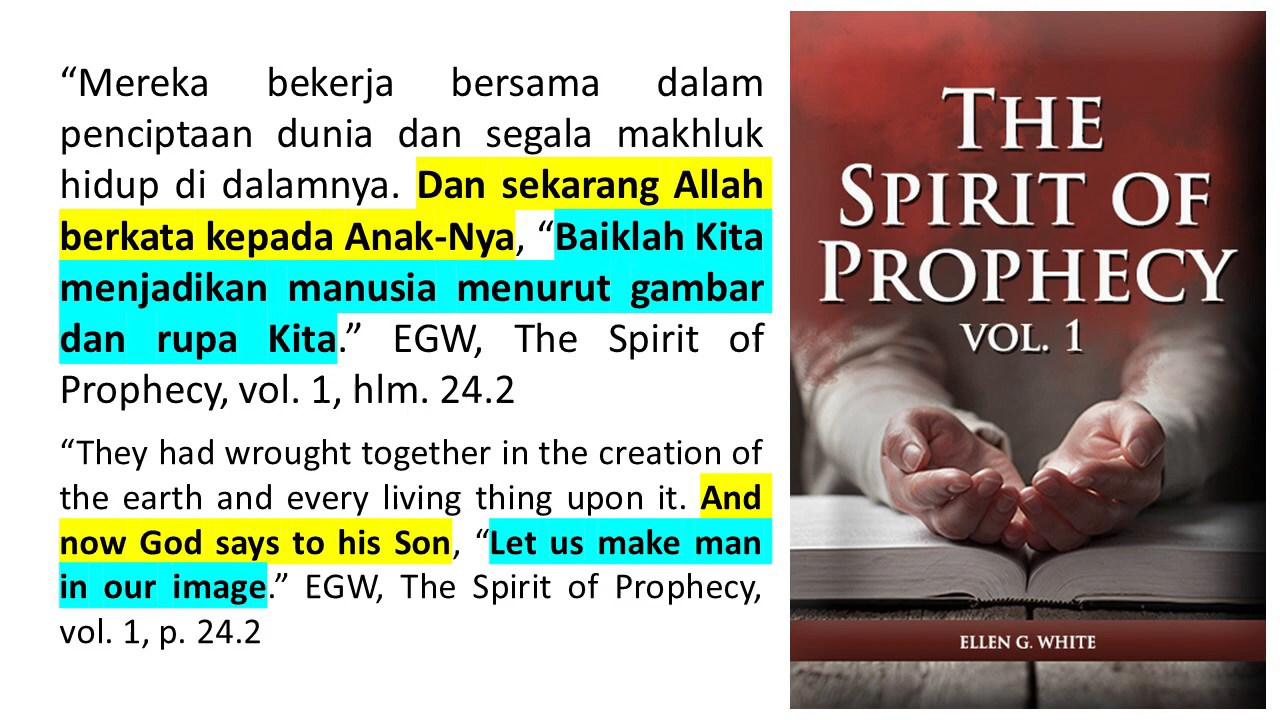 “Mereka bekerja bersama dalam
penciptaan dunia dan segala makhluk
hidup di dalamnya. Dan sekarang Allah
berkata kepada Anak-Nya, “Baiklah Kita
menjadikan manusia menurut gambar
dan rupa Kita.” EGW, The Spirit of
Prophecy, vol. 1, hlm. 24.2
“They had wrought together in the creation of
the earth and every living thing upon it. And
now God says to his Son, “Let us make man
in our image.” EGW, The Spirit of Prophecy,
vol. 1, p. 24.2
THE
SPIRIT OF
PROPHECY
VOL. 1
ELLEN G. WHITE